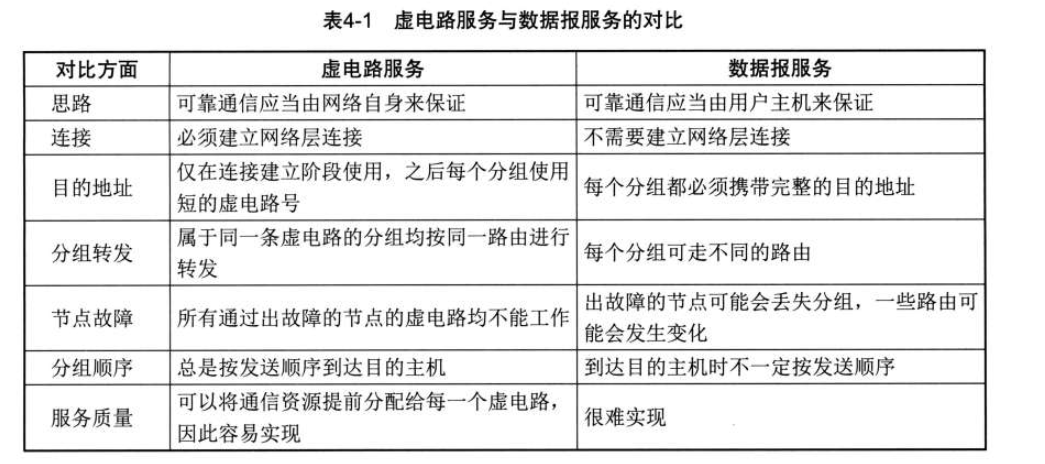 表4-1 虚电路服务与数据报服务的对比
对比方面 虚电路服务 数据报服务
思路 可靠通信应当由网络自身来保证 可靠通信应当由用户主机来保证
连接 必须建立网络层连接 不需要建立网络层连接
目的地址 仅在连接建立阶段使用，之后每个分组使用
短的虚电路号 每个分组都必须携带完整的目的地址
分组转发 属于同一条虚电路的分组均按同一路由进行
转发 每个分组可走不同的路由
节点故障 所有通过出故障的节点的虚电路均不能工作 出故障的节点可能会丢失分组，一些路由可
能会发生变化
分组顺序 总是按发送顺序到达目的主机 到达目的主机时不一定按发送顺序
服务质量 可以将通信资源提前分配给每一个虚电路，
因此容易实现 很难实现